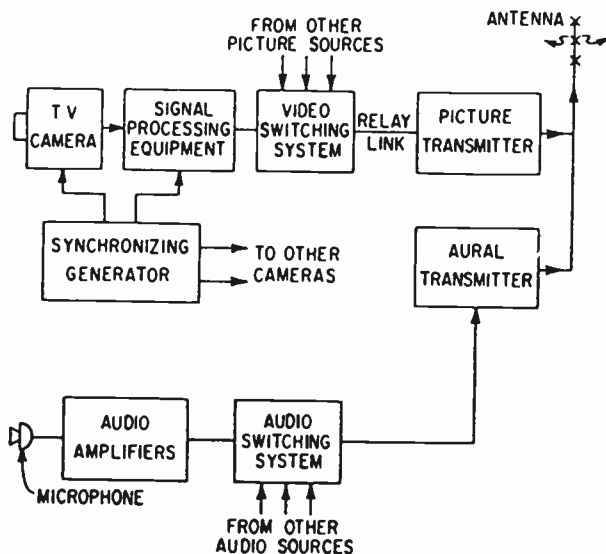 FROM OTHER
PICTURE SOURCES
ANTENNA
TV
CAMERA
SIGNAL
PROCESSING
EQUIPMENT
VIDEO
SWITCHING
SYSTEM
RELAY
LINK
PICTURE
TRANSMITTER
SYNCHRONIZING
GENERATOR
TO OTHER
CAMERAS
AURAL
TRANSMITTER
AUDIO
AMPLIFIERS
AUDIO
SWITCHING
SYSTEM
MICROPHONE
FROM OTHER
AUDIO SOURCES